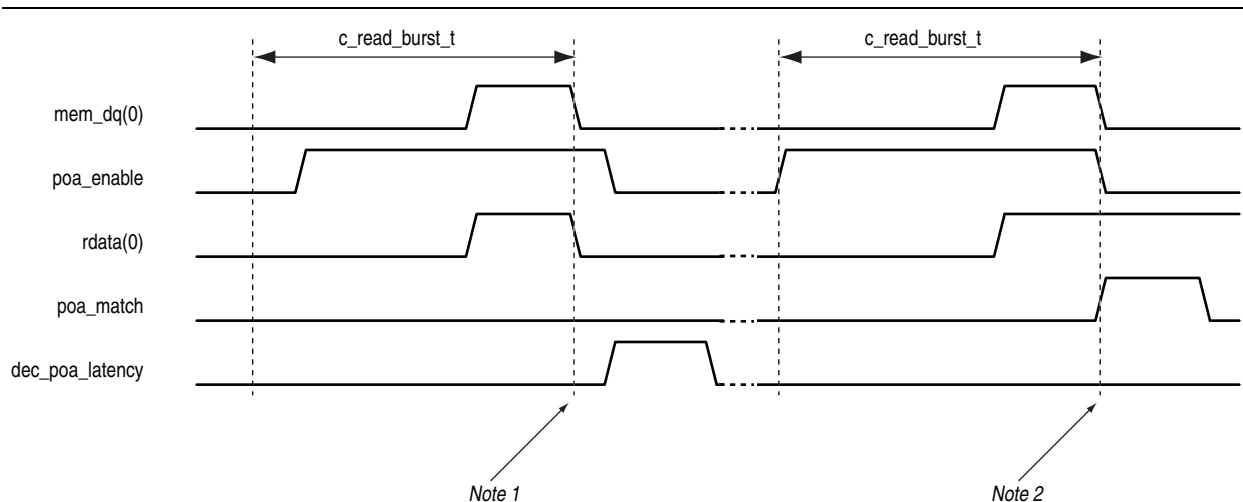 c_read_burst_t c_read_burst_t
mem_dq(0)
poa_enable
rdata(0)
poa_match
dec_poa_latency
Note 1 Note 2